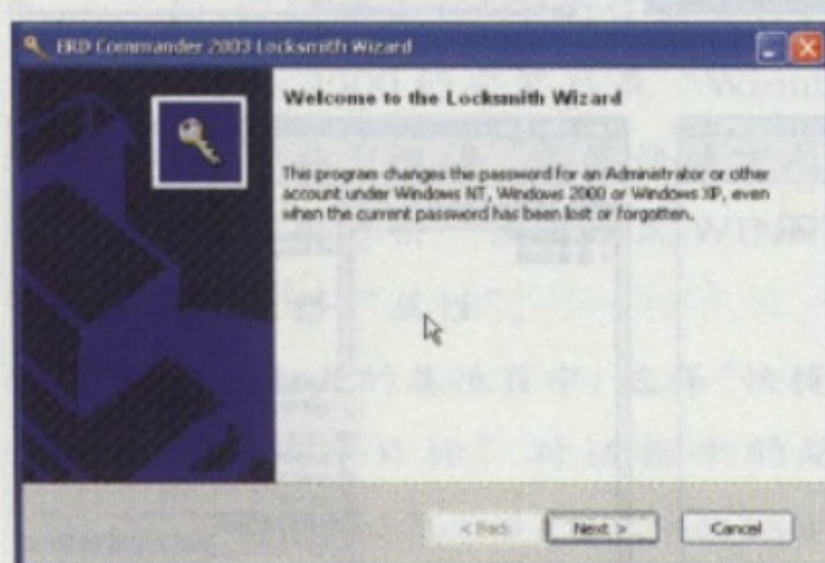 ERD Commander 2003 Locksmith Wizard
Welcome to the Locksmith Wizard
This program changes the password for an Administrator or other
account under Windows NT, Windows 2000 or Windows XP, even
when the current password has been lost or forgotten.
< Back
Next >
Cancel